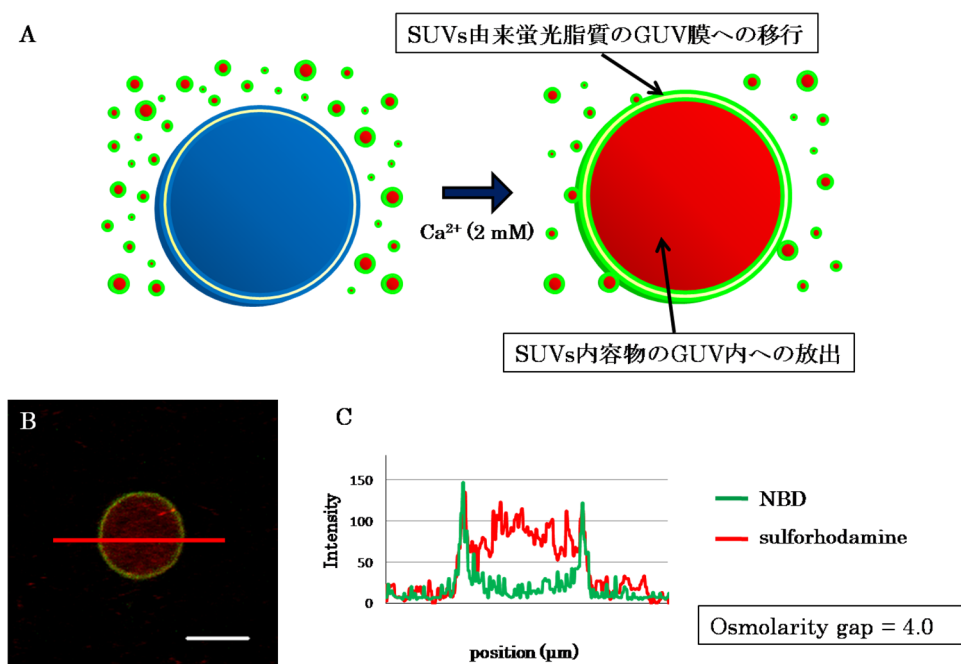 A
SUVs由来蛍光脂質のGUV膜への移行
Ca²⁺ (2 mM)
SUVs内容物のGUV内への放出
B
C
Intensity
150
100
50
0
position (μm)
NBD
sulforhodamine
Osmolarity gap = 4.0